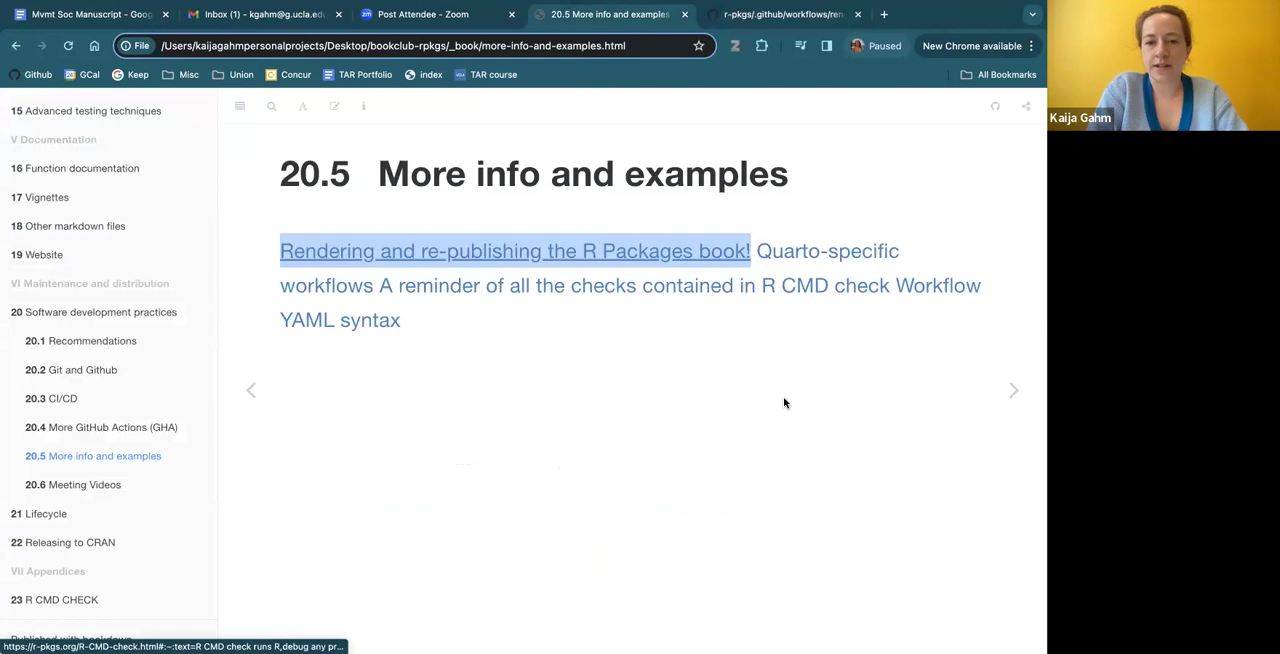 Mvmt Soc Manuscript - Goog
Inbox (1) - kgahm@g.ucla.ed
Post Attendee - Zoom
20.5 More info and examples
r-pkgs/.github/workflows/ren
File
/Users/kaijagahmpersonalprojects/Desktop/bookclub-rpkgs/_book/more-info-and-examples.html
Paused
New Chrome available
Github
GCal
Keep
Misc
Union
Concur
TAR Portfolio
index
TAR course
All Bookmarks
15 Advanced testing techniques
V Documentation
16 Function documentation
17 Vignettes
18 Other markdown files
19 Website
VI Maintenance and distribution
20 Software development practices
20.1 Recommendations
20.2 Git and Github
20.3 CI/CD
20.4 More GitHub Actions (GHA)
20.5 More info and examples
20.6 Meeting Videos
21 Lifecycle
22 Releasing to CRAN
VII Appendices
23 R CMD CHECK
Published with bookdown
https://r-pkgs.org/R-CMD-check.html#:~:text=R CMD check runs R,debug any pr...
20.5 More info and examples
Rendering and re-publishing the R Packages book! Quarto-specific
workflows A reminder of all the checks contained in R CMD check Workflow
YAML syntax
Kaija Gahm